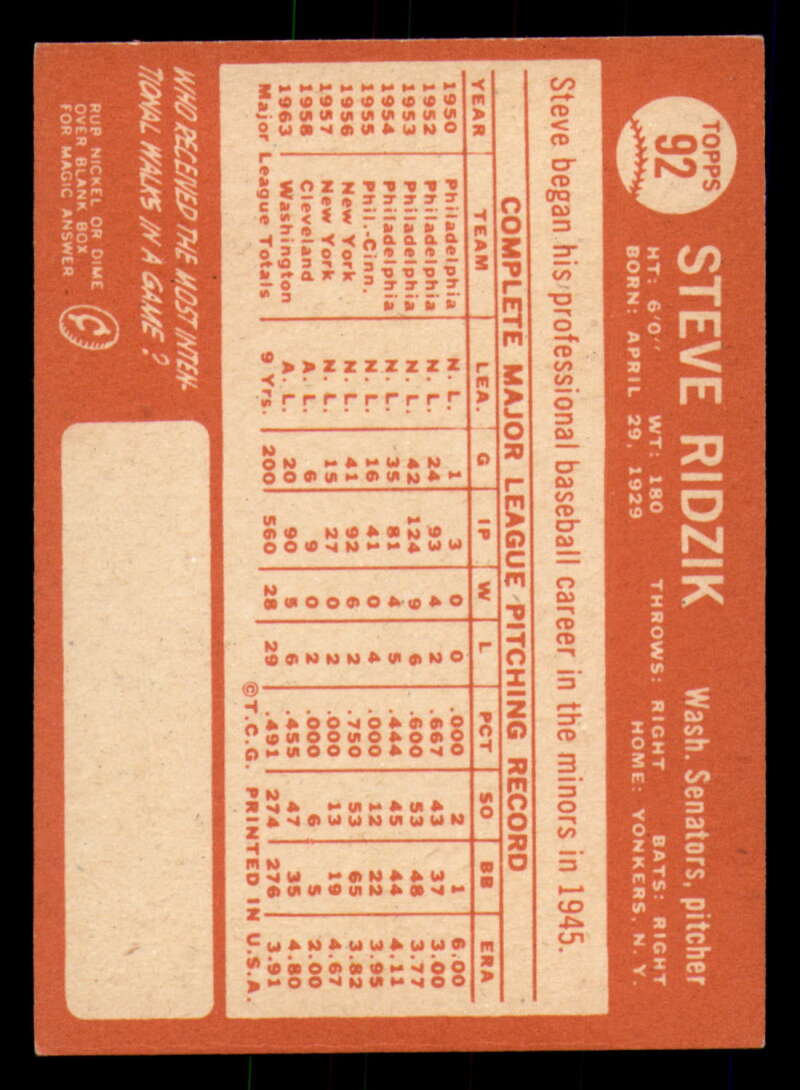 TOPPS
92
STEVE RIDZIK
Wash. Senators, pitcher
HT: 6'0" WT: 180 THROWS: RIGHT BATS: RIGHT
BORN: APRIL 29, 1929 HOME: YONKERS, N. Y.
Steve began his professional baseball career in the minors in 1945.
COMPLETE MAJOR LEAGUE PITCHING RECORD
YEAR TEAM LEA. G IP W L PCT SO BB ERA
1950 Philadelphia N. L. 1 3 0 0 .000 2 1 6.00
1952 Philadelphia N. L. 24 93 4 2 .667 43 37 3.00
1953 Philadelphia N. L. 42 124 9 6 .600 53 48 3.77
1954 Philadelphia N. L. 35 81 4 5 .444 45 44 4.11
1955 Phil.-Cinn. N. L. 16 41 0 4 .000 12 22 3.95
1956 New York N. L. 41 92 6 2 .750 53 65 3.82
1957 New York N. L. 15 27 0 2 .000 13 19 4.67
1958 Cleveland A. L. 6 9 0 2 .000 6 5 2.00
1963 Washington A. L. 20 90 5 6 .455 47 35 4.80
Major League Totals 9 Yrs. 200 560 28 29 .491 274 276 3.91
©T.C.G. PRINTED IN U.S.A.
WHO RECEIVED THE MOST INTEN-
TIONAL WALKS IN A GAME?
RUB NICKEL OR DIME
OVER BLANK BOX
FOR MAGIC ANSWER